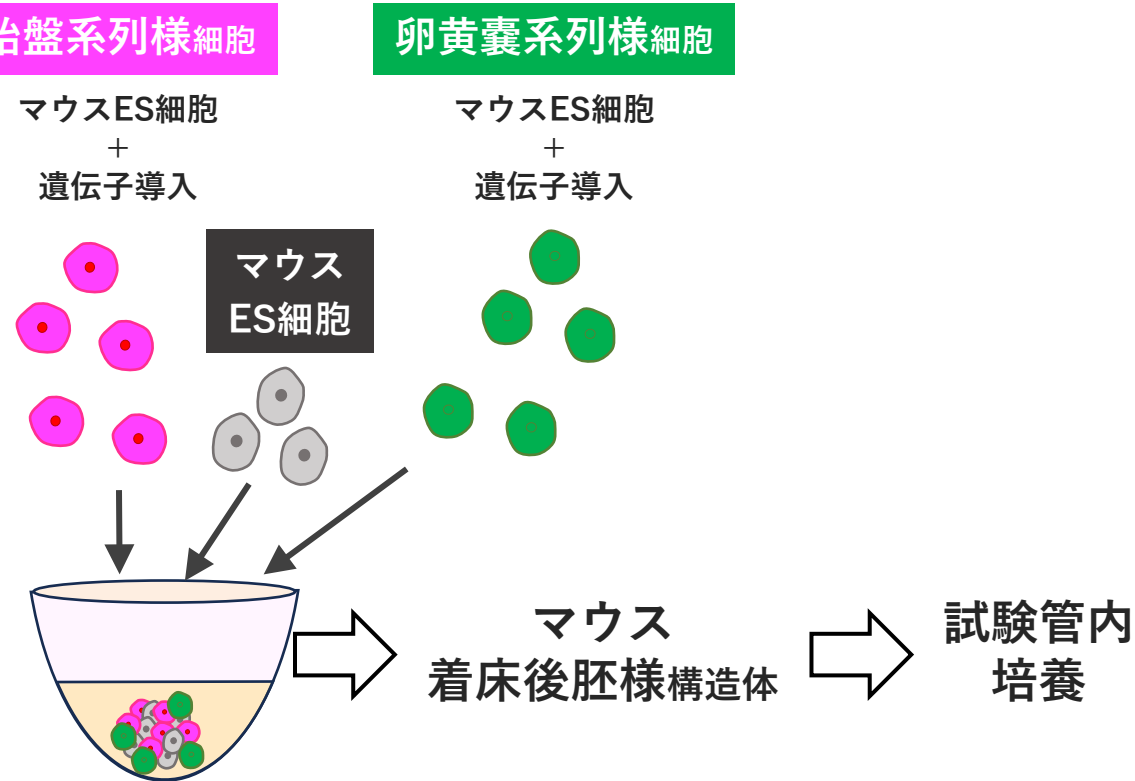 胎盤系列様細胞
マウスES細胞
＋
遺伝子導入
卵黄嚢系列様細胞
マウスES細胞
＋
遺伝子導入
マウス
ES細胞
マウス
着床後胚様構造体
試験管内
培養